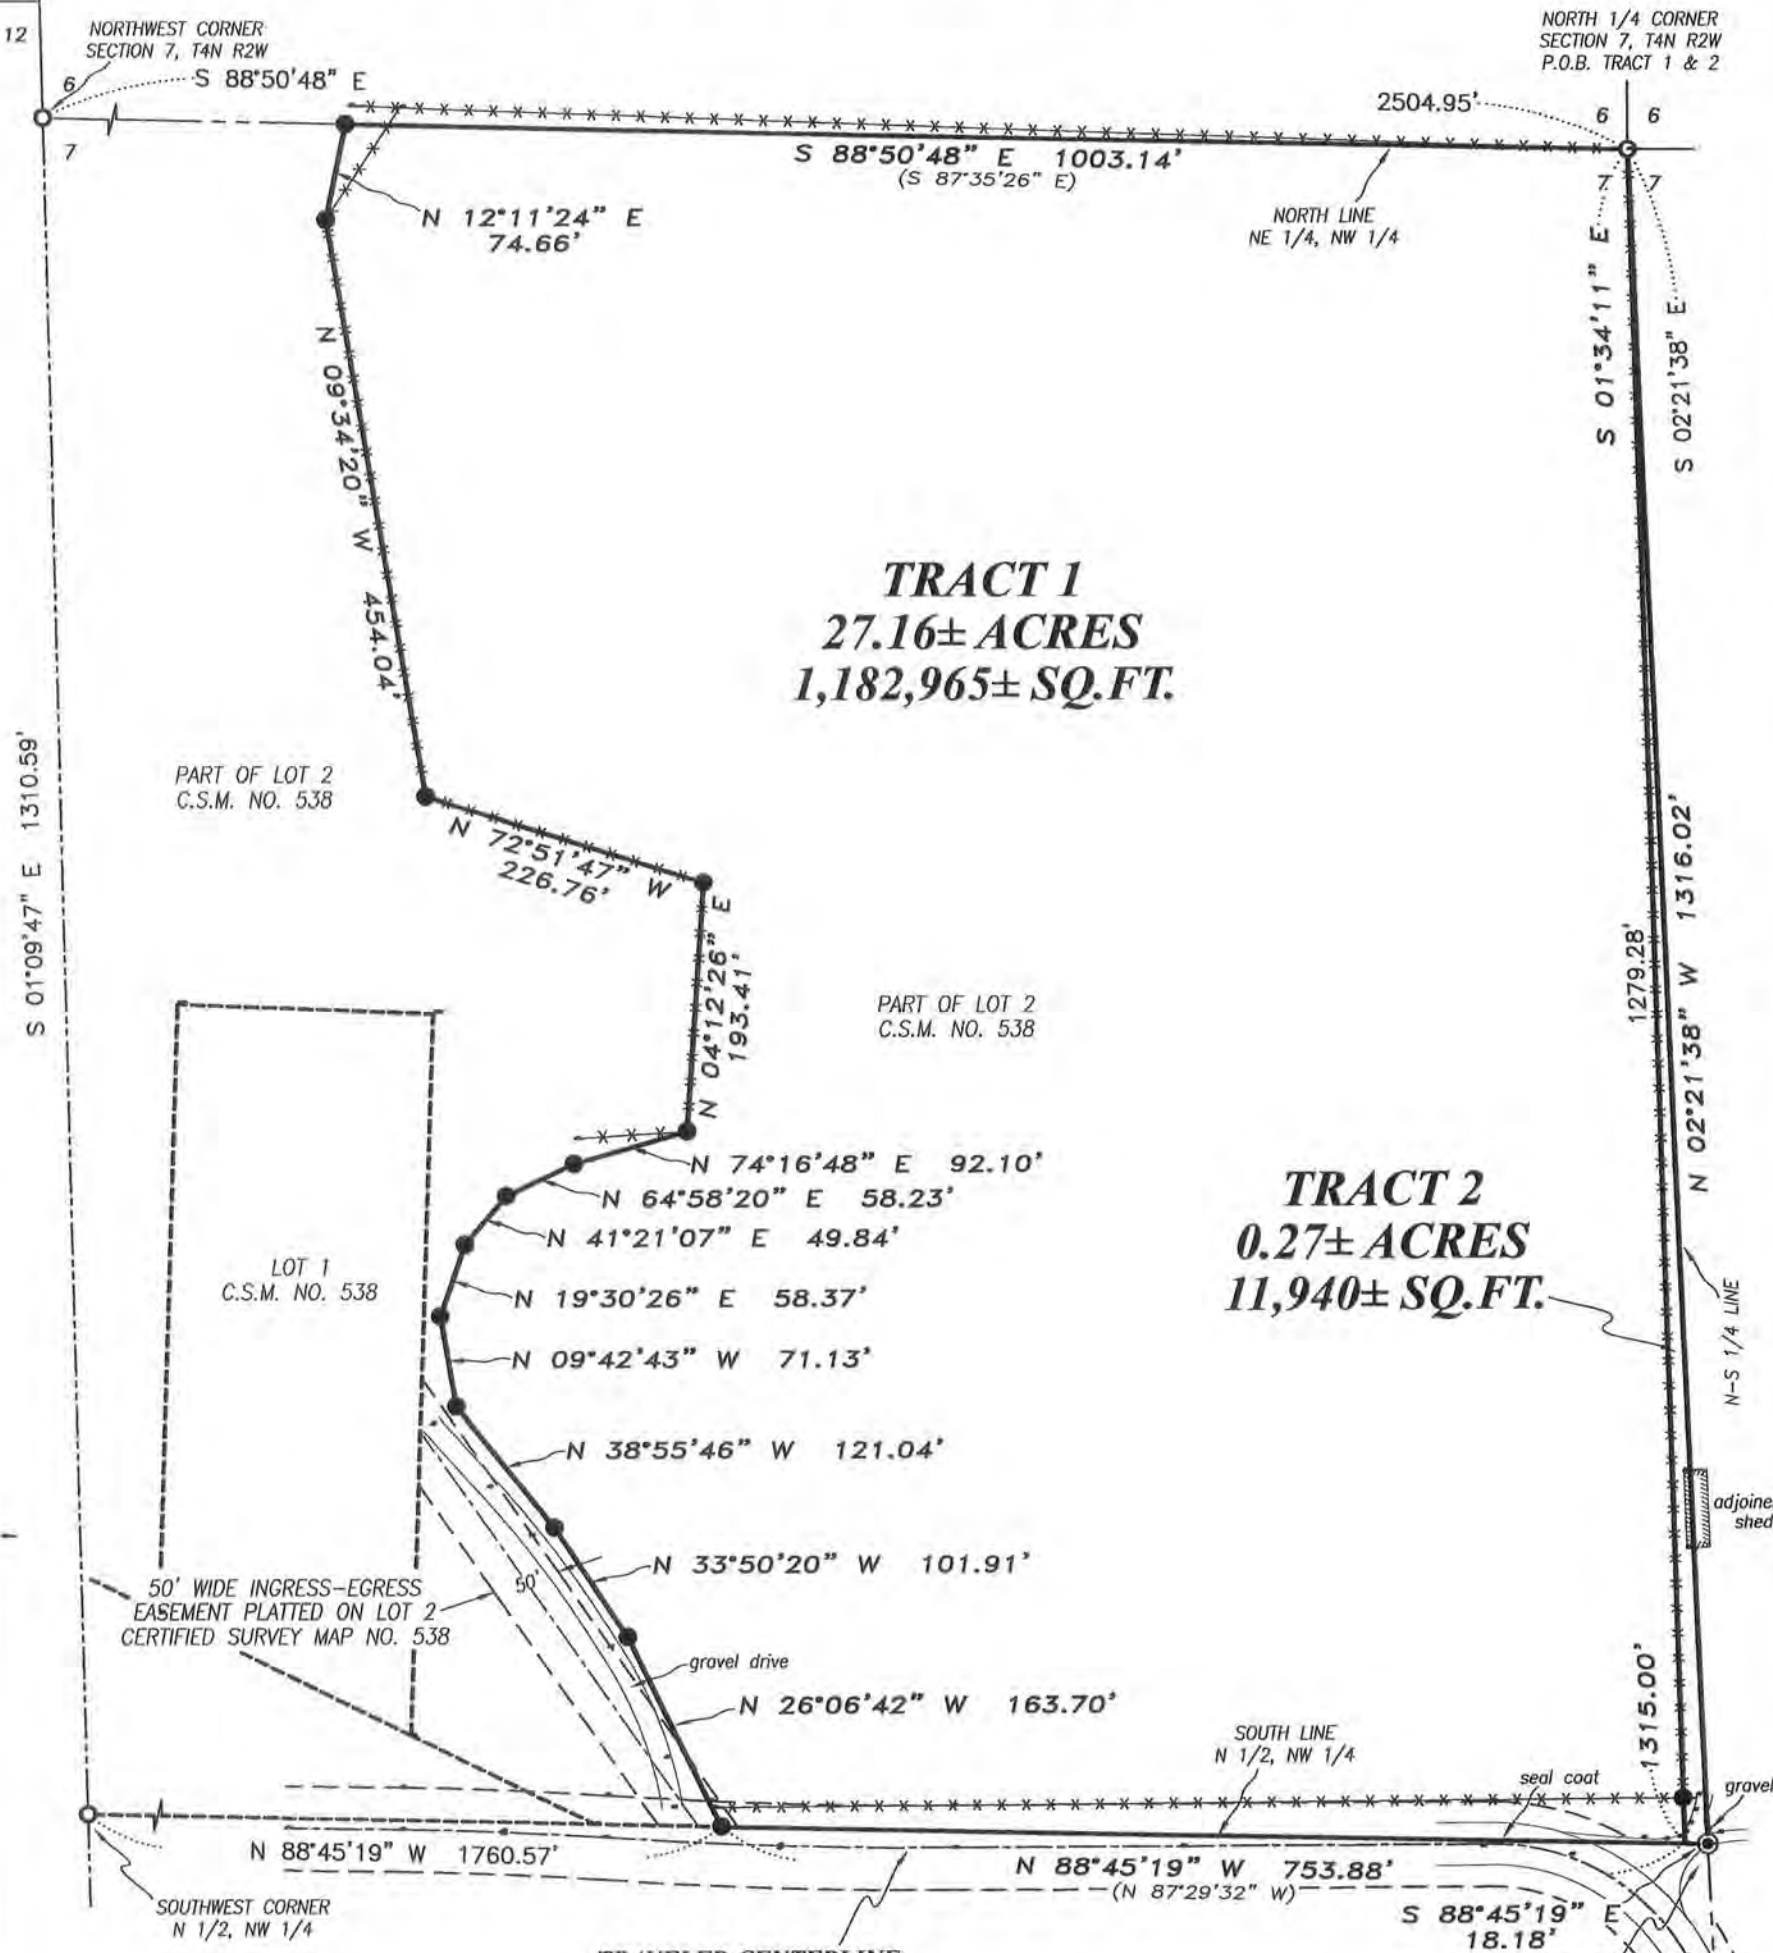 12
NORTHWEST CORNER
SECTION 7, T4N R2W
6
7
S 88°50'48" E
NORTH 1/4 CORNER
SECTION 7, T4N R2W
P.O.B. TRACT 1 & 2
2504.95'
6
6
7
7
S 88°50'48" E 1003.14'
(S 87°35'26" E)
NORTH LINE
NE 1/4, NW 1/4
N 12°11'24" E
74.66'
S 01°34'11" E
S 02°21'38" E
N 09°34'20" W 454.04'
TRACT 1
27.16± ACRES
1,182,965± SQ.FT.
S 01°09'47" E 1310.59'
PART OF LOT 2
C.S.M. NO. 538
N 72°51'47" W
226.76'
N 04°12'26" E
193.41'
1279.28'
N 02°21'38" W 1316.02'
PART OF LOT 2
C.S.M. NO. 538
N 74°16'48" E 92.10'
N 64°58'20" E 58.23'
N 41°21'07" E 49.84'
N 19°30'26" E 58.37'
N 09°42'43" W 71.13'
TRACT 2
0.27± ACRES
11,940± SQ.FT.
LOT 1
C.S.M. NO. 538
N-S 1/4 LINE
N 38°55'46" W 121.04'
adjoine
shed
N 33°50'20" W 101.91'
50'
50' WIDE INGRESS-EGRESS
EASEMENT PLATTED ON LOT 2
CERTIFIED SURVEY MAP NO. 538
gravel drive
N 26°06'42" W 163.70'
1315.00'
SOUTH LINE
N 1/2, NW 1/4
seal coat
gravel
N 88°45'19" W 1760.57'
N 88°45'19" W 753.88'
(N 87°29'32" W)
SOUTHWEST CORNER
N 1/2, NW 1/4
S 88°45'19" E
18.18'